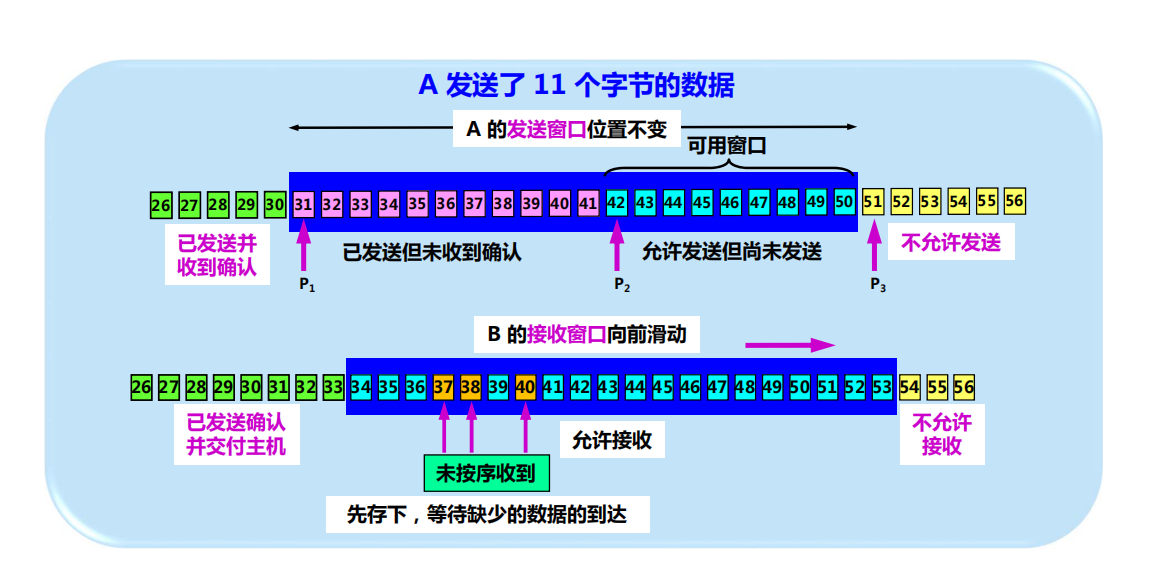 A 发送了 11 个字节的数据
A 的发送窗口位置不变
可用窗口
26 27 28 29 30 31 32 33 34 35 36 37 38 39 40 41 42 43 44 45 46 47 48 49 50 51 52 53 54 55 56
已发送并
收到确认
已发送但未收到确认
允许发送但尚未发送
不允许发送
P1
P2
P3
B 的接收窗口向前滑动
26 27 28 29 30 31 32 33 34 35 36 37 38 39 40 41 42 43 44 45 46 47 48 49 50 51 52 53 54 55 56
已发送确认
并交付主机
允许接收
不允许
接收
未按序收到
先存下，等待缺少的数据的到达